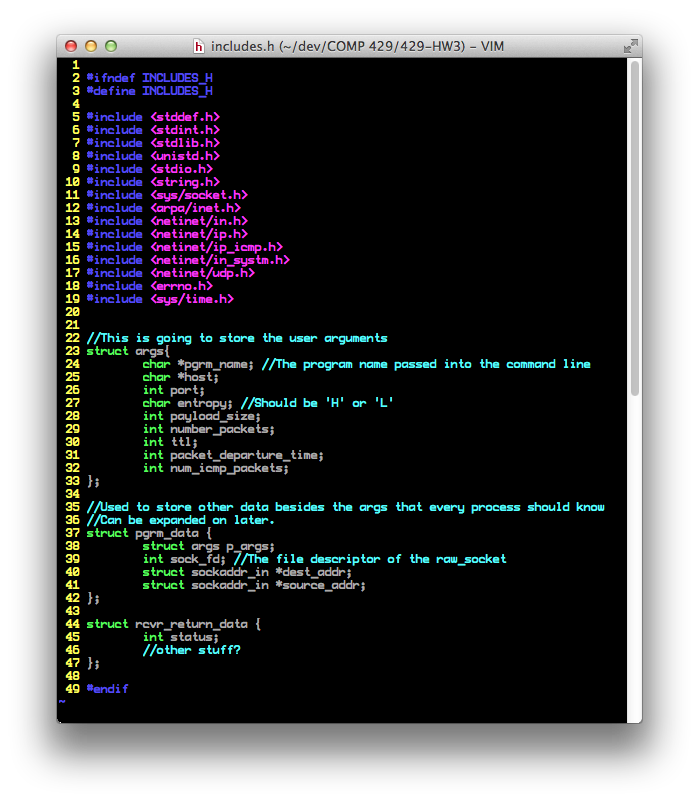 h includes.h (~/dev/COMP 429/429-HW3) – VIM
1
2 #ifndef INCLUDES_H
3 #define INCLUDES_H
4
5 #include <stddef.h>
6 #include <stdint.h>
7 #include <stdlib.h>
8 #include <unistd.h>
9 #include <stdio.h>
10 #include <string.h>
11 #include <sys/socket.h>
12 #include <arpa/inet.h>
13 #include <netinet/in.h>
14 #include <netinet/ip.h>
15 #include <netinet/ip_icmp.h>
16 #include <netinet/in_systm.h>
17 #include <netinet/udp.h>
18 #include <errno.h>
19 #include <sys/time.h>
20
21
22 //This is going to store the user arguments
23 struct args{
24         char *pgrm_name; //The program name passed into the command line
25         char *host;
26         int port;
27         char entropy; //Should be 'H' or 'L'
28         int payload_size;
29         int number_packets;
30         int ttl;
31         int packet_departure_time;
32         int num_icmp_packets;
33 };
34
35 //Used to store other data besides the args that every process should know
36 //Can be expanded on later.
37 struct pgrm_data {
38         struct args p_args;
39         int sock_fd; //The file descriptor of the raw_socket
40         struct sockaddr_in *dest_addr;
41         struct sockaddr_in *source_addr;
42 };
43
44 struct rcvr_return_data {
45         int status;
46         //other stuff?
47 };
48
49 #endif
~